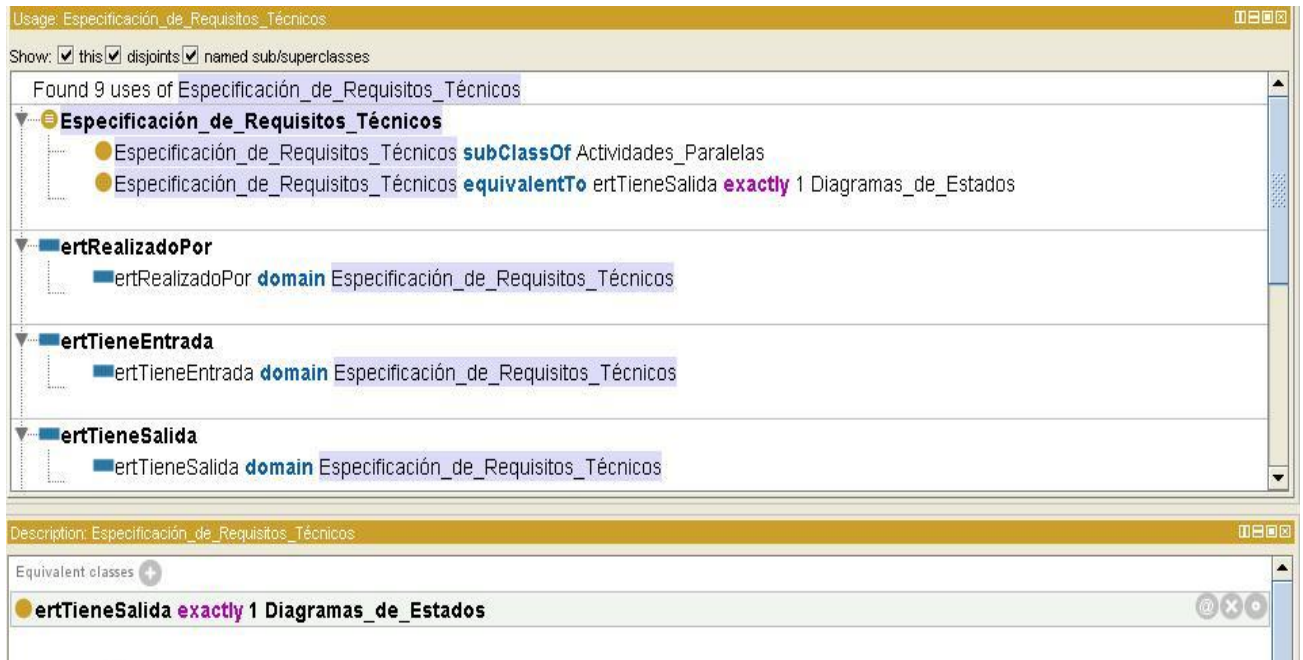 Usage: Especificación_de_Requisitos_Técnicos
Show: this disjoints named sub/superclasses
Found 9 uses of Especificación_de_Requisitos_Técnicos
Especificación_de_Requisitos_Técnicos
Especificación_de_Requisitos_Técnicos subClassOf Actividades_Paralelas
Especificación_de_Requisitos_Técnicos equivalentTo ertTieneSalida exactly 1 Diagramas_de_Estados
ertRealizadoPor
ertRealizadoPor domain Especificación_de_Requisitos_Técnicos
ertTieneEntrada
ertTieneEntrada domain Especificación_de_Requisitos_Técnicos
ertTieneSalida
ertTieneSalida domain Especificación_de_Requisitos_Técnicos
Description: Especificación_de_Requisitos_Técnicos
Equivalent classes
ertTieneSalida exactly 1 Diagramas_de_Estados